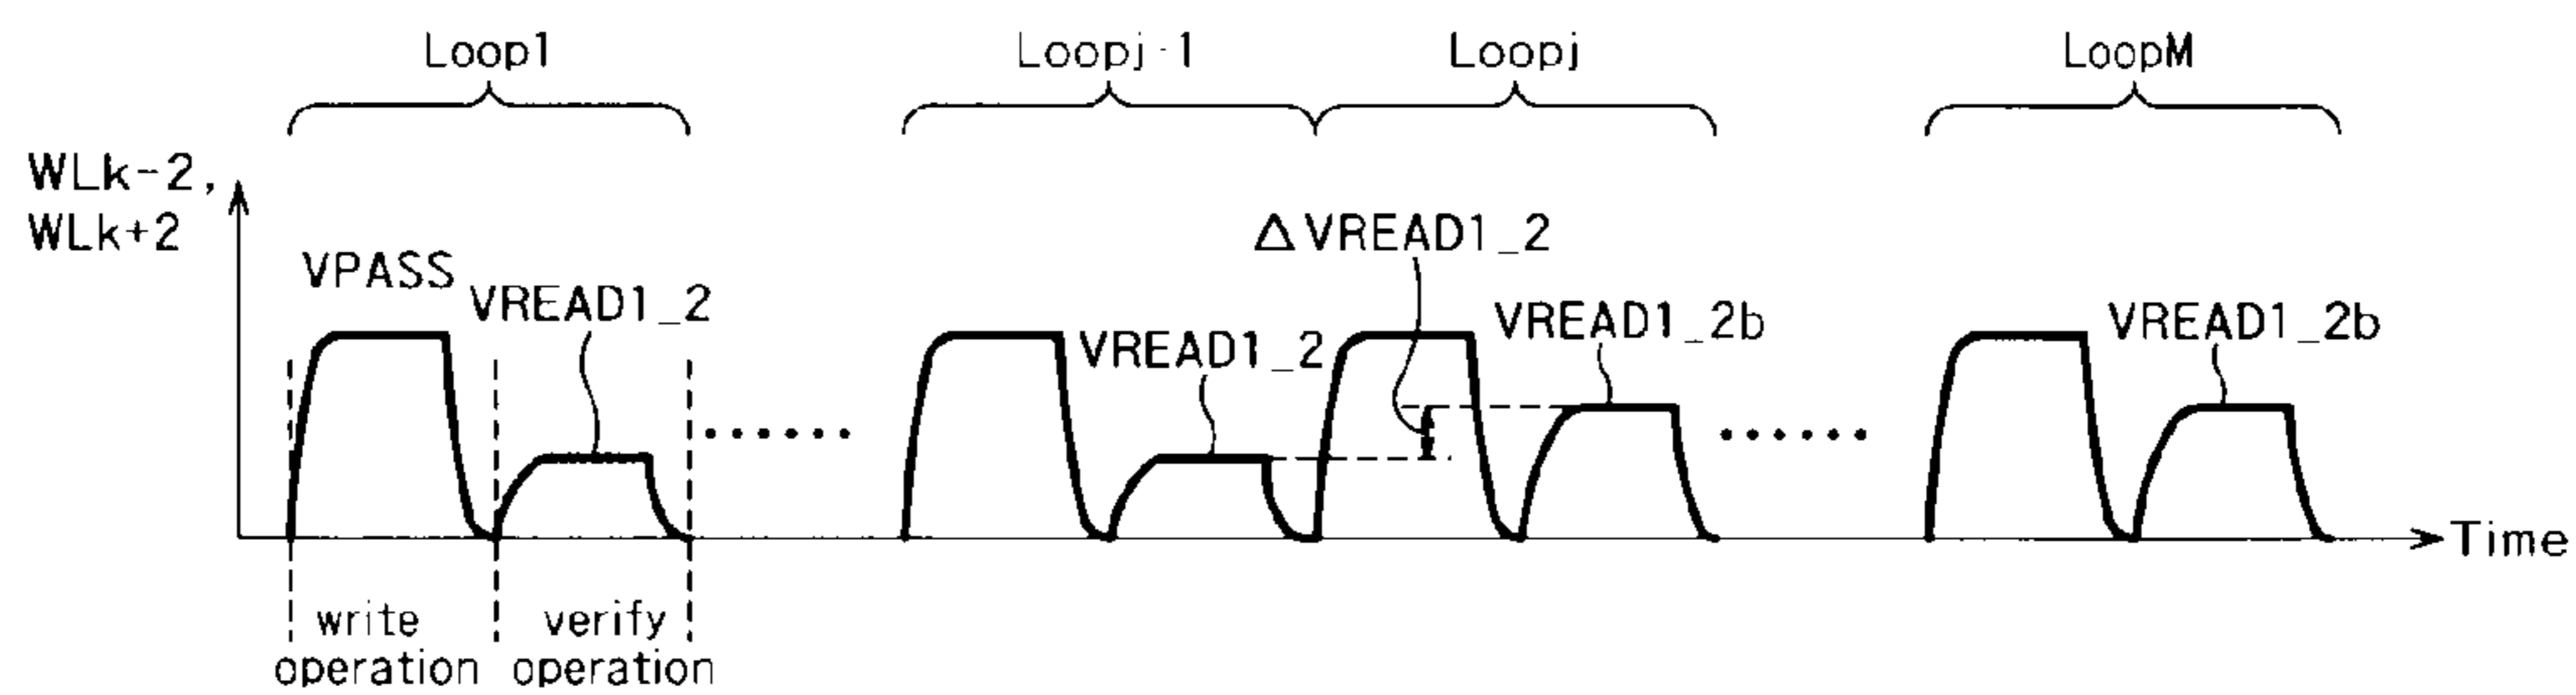 Loop1
Loopj-1
Loopj
LoopM
WLk-2,
WLk+2
VPASS
VREAD1_2
VREAD1_2
ΔVREAD1_2
VREAD1_2b
VREAD1_2b
Time
write
operation
verify
operation